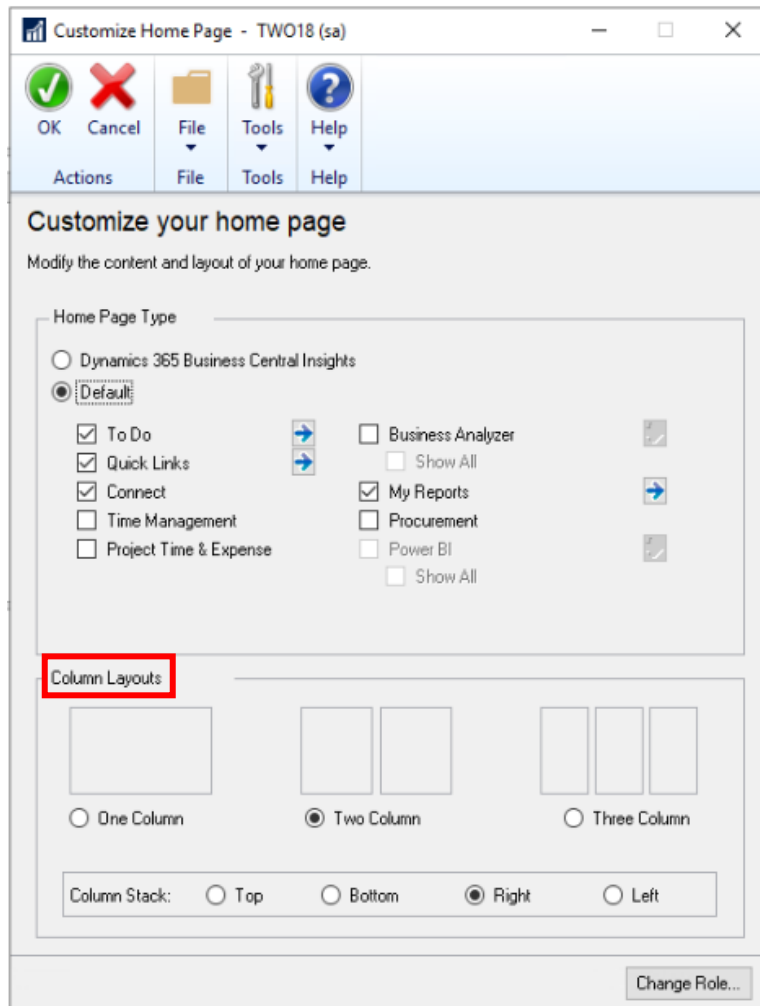 Customize Home Page - TWO18 (sa)
OK Cancel File Tools Help
Actions File Tools Help
Customize your home page
Modify the content and layout of your home page.
Home Page Type
Dynamics 365 Business Central Insights
Default
To Do Business Analyzer
Quick Links Show All
Connect My Reports
Time Management Procurement
Project Time & Expense Power BI
Show All
Column Layouts
One Column Two Column Three Column
Column Stack: Top Bottom Right Left
Change Role...